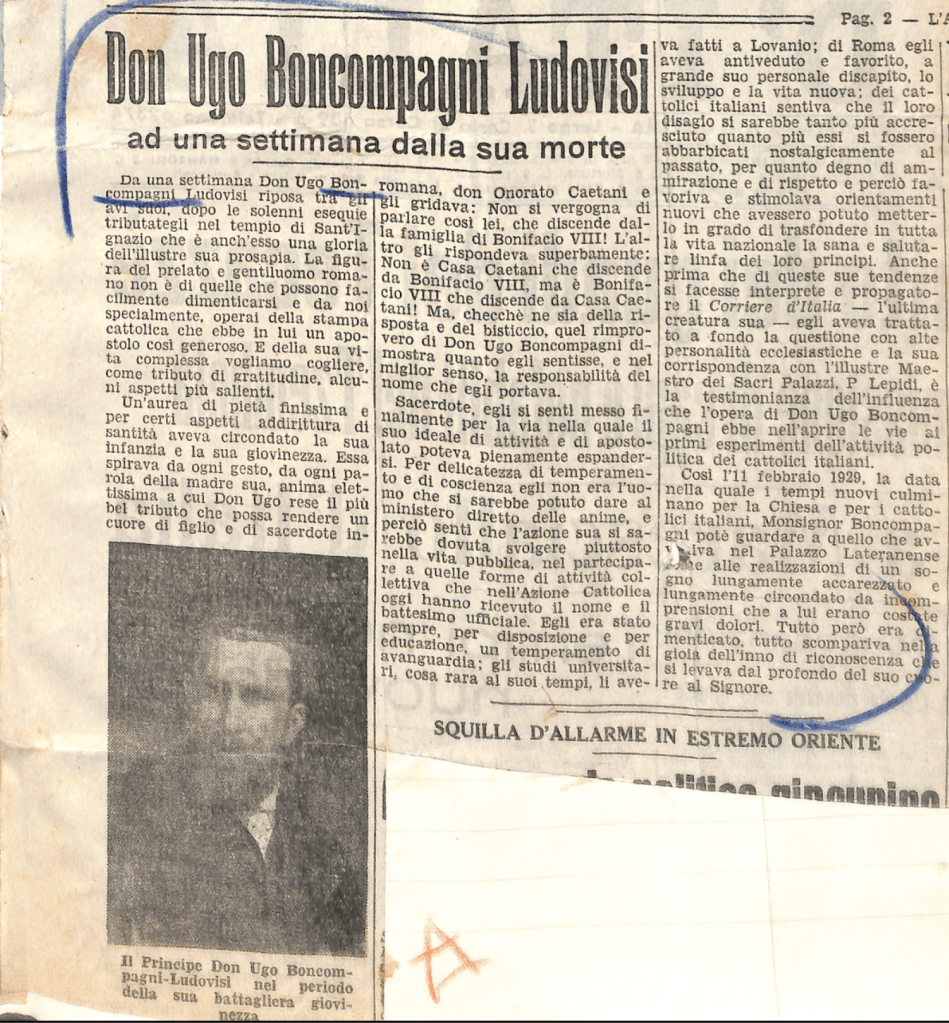 Pag. 2 — L'A
Don Ugo Boncompagni Ludovisi
ad una settimana dalla sua morte
Da una settimana Don Ugo Bon-
compagni Ludovisi riposa tra gli
avi suoi, dopo le solenni esequie
tributategli nel tempio di Sant'I-
gnazio che è anch'esso una gloria
dell'illustre sua prosapia. La figu-
ra del prelato e gentiluomo roma-
no non è di quelle che possono fa-
cilmente dimenticarsi e da noi
specialmente, operai della stampa
cattolica che ebbe in lui un apo-
stolo così generoso. E della sua vi-
ta complessa vogliamo cogliere,
come tributo di gratitudine, alcu-
ni aspetti più salienti.
Un'aurea di pietà finissima e
per certi aspetti addirittura di
santità aveva circondato la sua
infanzia e la sua giovinezza. Essa
spirava da ogni gesto, da ogni pa-
rola della madre sua, anima elet-
tissima a cui Don Ugo rese il più
bel tributo che possa rendere un
cuore di figlio e di sacerdote in-
Il Principe Don Ugo Boncom-
pagni-Ludovisi nel periodo
della sua battagliera giovi-
nezza
romana, don Onorato Caetani e
gli gridava: Non si vergogna di
parlare così lei, che discende dal-
la famiglia di Bonifacio VIII! L'al-
tro gli rispondeva superbamente:
Non è Casa Caetani che discende
da Bonifacio VIII, ma è Bonifa-
cio VIII che discende da Casa Cae-
tani! Ma, checchè ne sia della ri-
sposta e del bisticcio, quel rimpro-
vero di Don Ugo Boncompagni di-
mostra quanto egli sentisse, e nel
miglior senso, la responsabilità del
nome che egli portava.
Sacerdote, egli si sentì messo fi-
nalmente per la via nella quale il
suo ideale di attività e di aposto-
lato poteva pienamente espander-
si. Per delicatezza di temperamen-
to e di coscienza egli non era l'uo-
mo che si sarebbe potuto dare al
ministero diretto delle anime, e
perciò sentì che l'azione sua si sa-
rebbe dovuta svolgere piuttosto
nella vita pubblica, nel partecipa-
re a quelle forme di attività col-
lettiva che nell'Azione Cattolica
oggi hanno ricevuto il nome e il
battesimo ufficiale. Egli era stato
sempre, per disposizione e per
educazione, un temperamento di
avanguardia; gli studi universita-
ri, cosa rara ai suoi tempi, li ave-
va fatti a Lovanio; di Roma egli
aveva antiveduto e favorito, a
grande suo personale discapito, lo
sviluppo e la vita nuova; dei cat-
tolici italiani sentiva che il loro
disagio si sarebbe tanto più accre-
sciuto quanto più essi si fossero
abbarbicati nostalgicamente al
passato, per quanto degno di am-
mirazione e di rispetto e perciò fa-
voriva e stimolava orientamenti
nuovi che avessero potuto metter-
lo in grado di trasfondere in tutta
la vita nazionale la sana e saluta-
re linfa dei loro principi. Anche
prima che di queste sue tendenze
si facesse interprete e propagato-
re il Corriere d'Italia — l'ultima
creatura sua — egli aveva tratta-
to a fondo la questione con alte
personalità ecclesiastiche e la sua
corrispondenza con l'illustre Mae-
stro dei Sacri Palazzi, P Lepidi, è
la testimonianza dell'influenza
che l'opera di Don Ugo Boncom-
pagni ebbe nell'aprire le vie ai
primi esperimenti dell'attività po-
litica dei cattolici italiani.
Così l'11 febbraio 1929, la data
nella quale i tempi nuovi culmi-
nano per la Chiesa e per i catto-
lici italiani, Monsignor Boncompa-
gni potè guardare a quello che av-
iva nel Palazzo Lateranense
alle realizzazioni di un so-
gno lungamente accarezzato e
lungamente circondato da incom-
prensioni che a lui erano costate
gravi dolori. Tutto però era di-
menticato, tutto scompariva nella
gioia dell'inno di riconoscenza che
si levava dal profondo del suo cuo-
re al Signore.
SQUILLA D'ALLARME IN ESTREMO ORIENTE